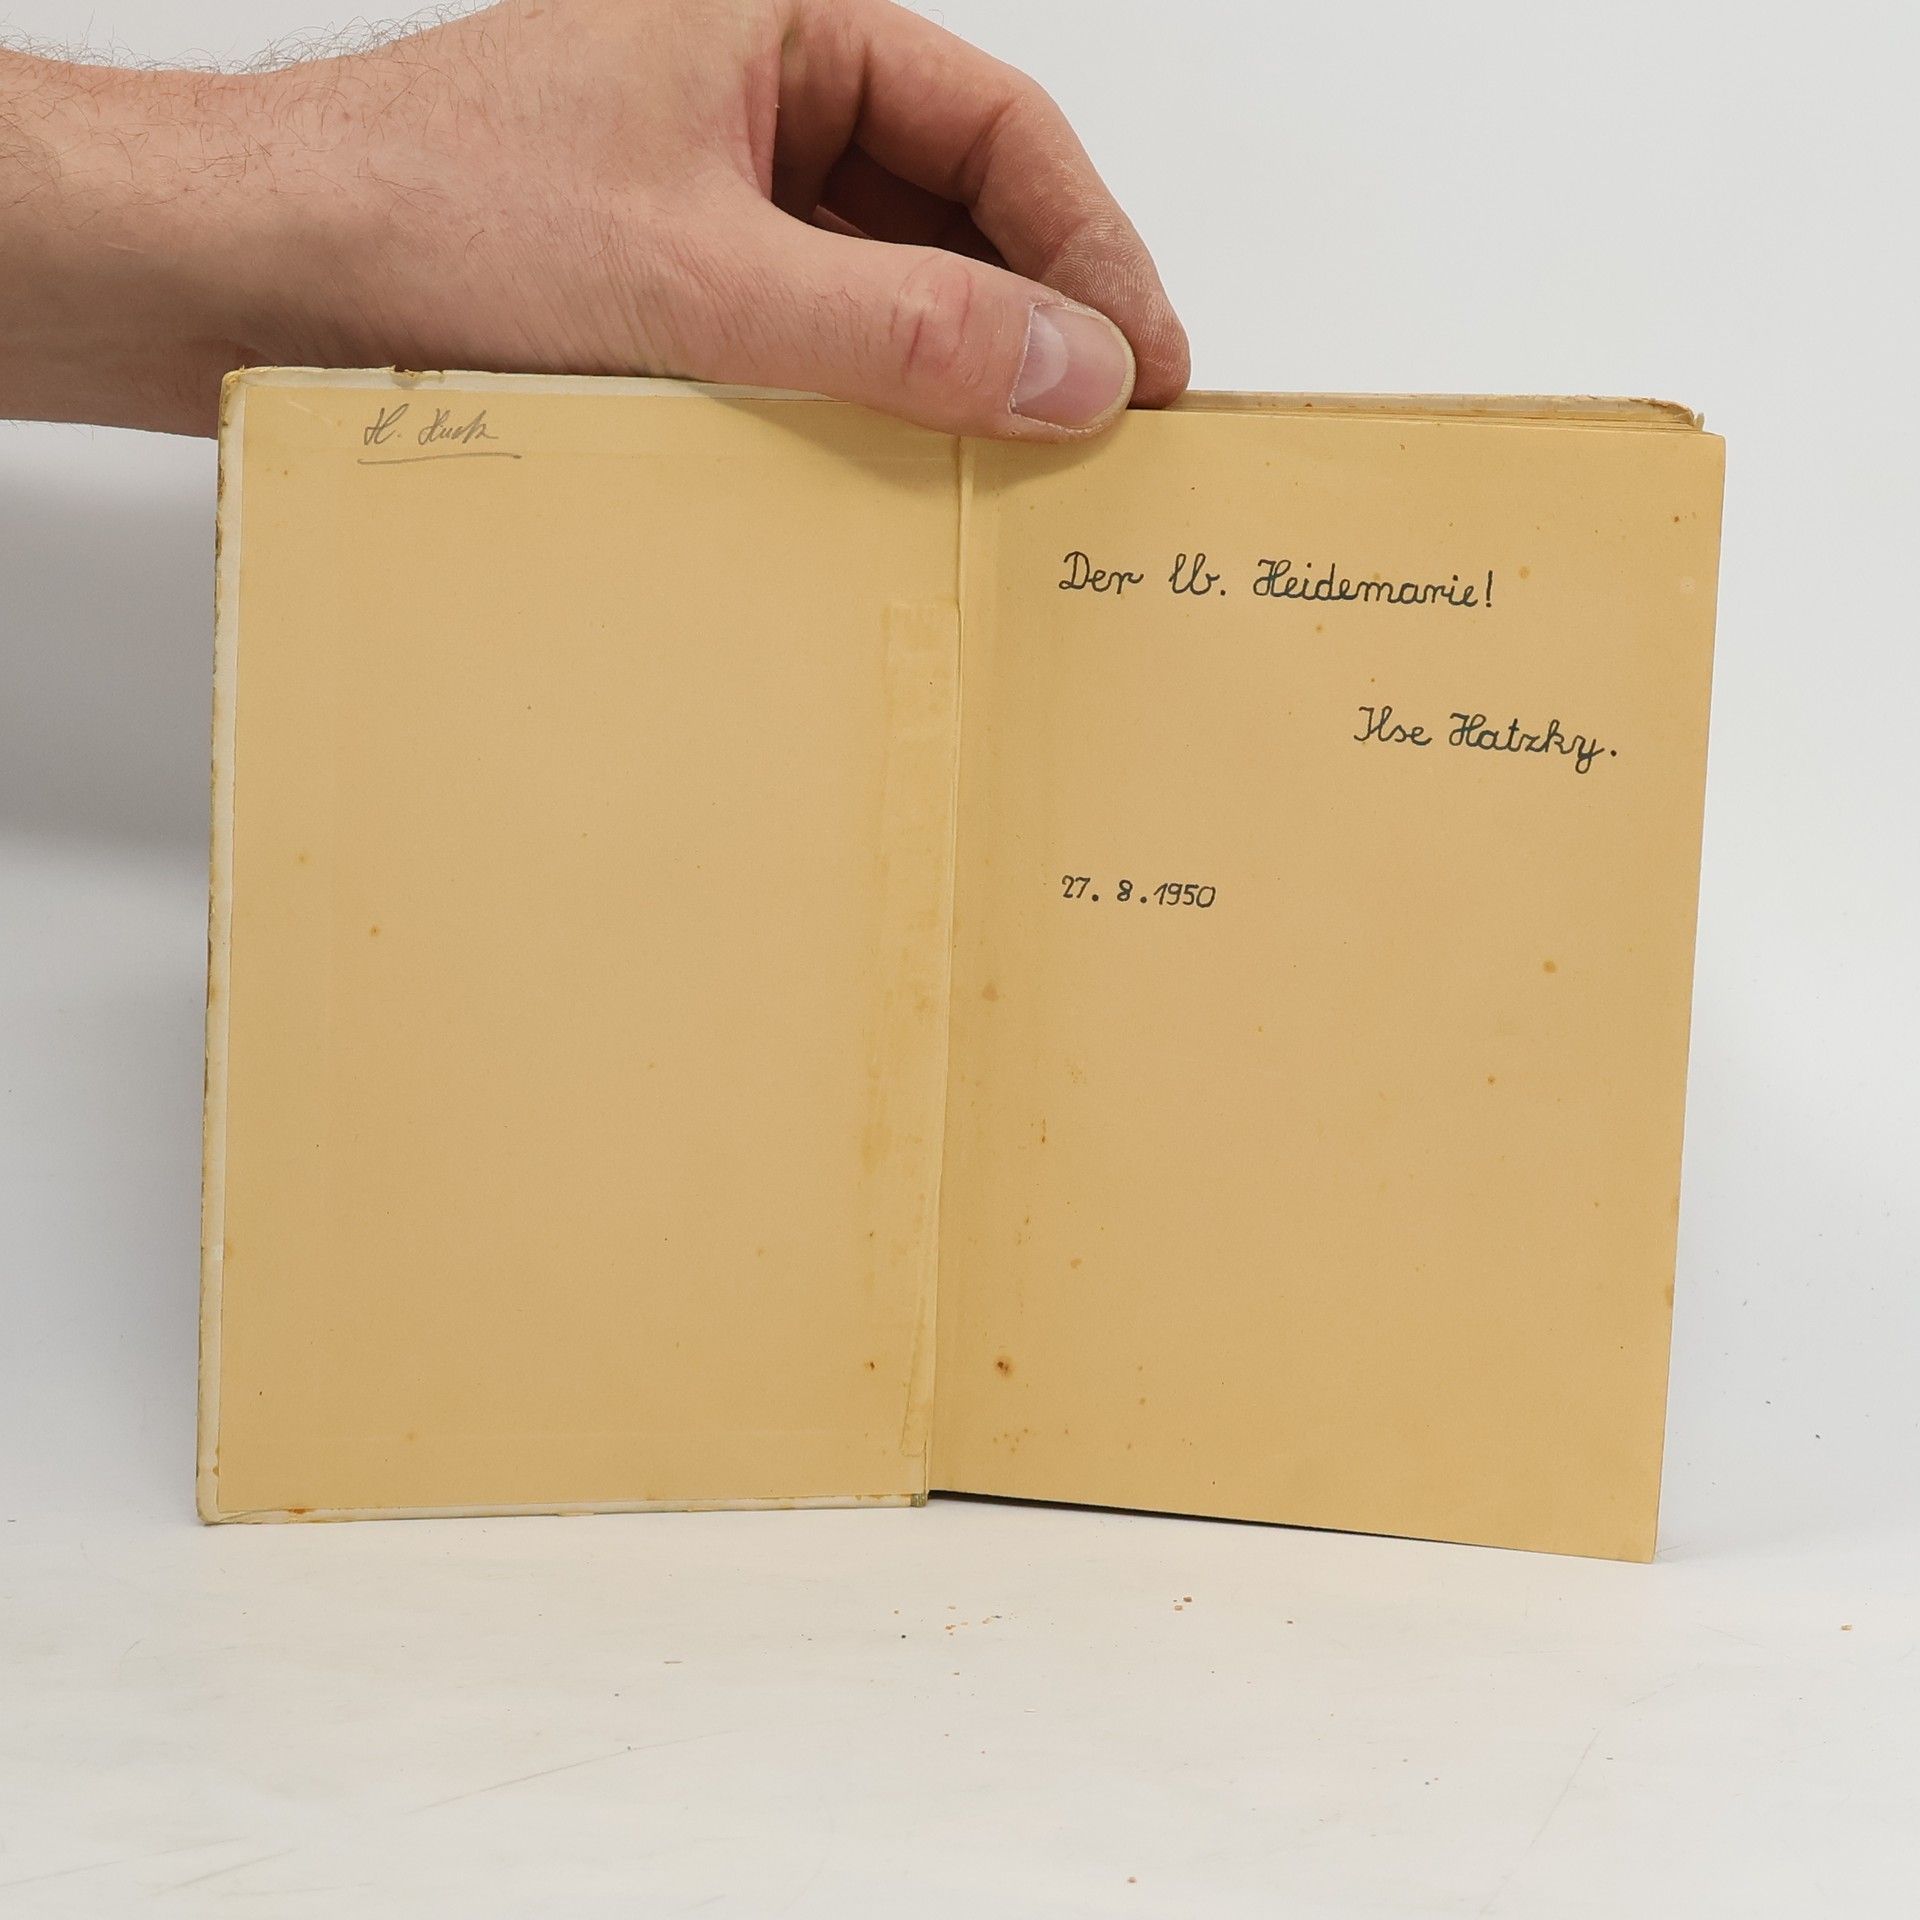 H.
Der lb. Heidemarie!
Ilse Hatzky.
27. 8. 1950